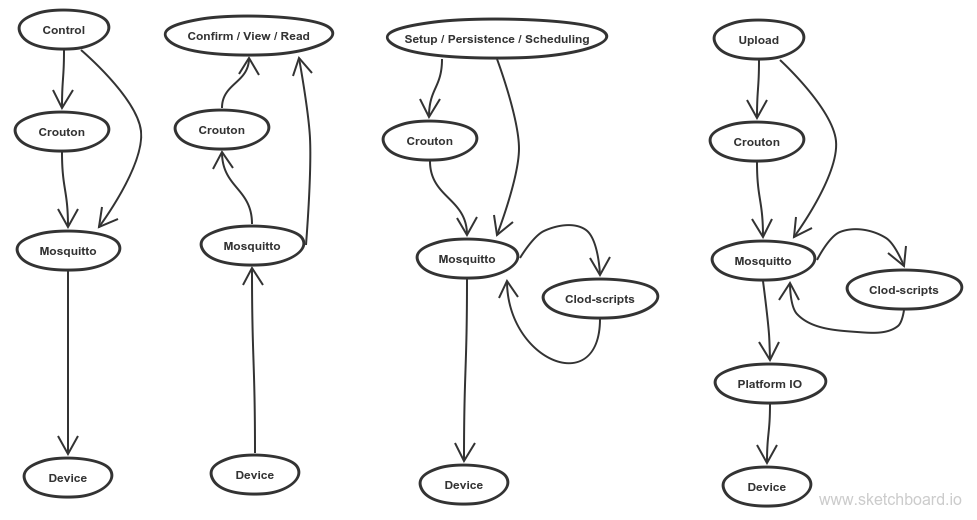 Control
Crouton
Mosquitto
Device
Confirm / View / Read
Crouton
Mosquitto
Device
Setup / Persistence / Scheduling
Crouton
Mosquitto
Clod-scripts
Device
Upload
Crouton
Mosquitto
Clod-scripts
Platform IO
Device
www.sketchboard.io